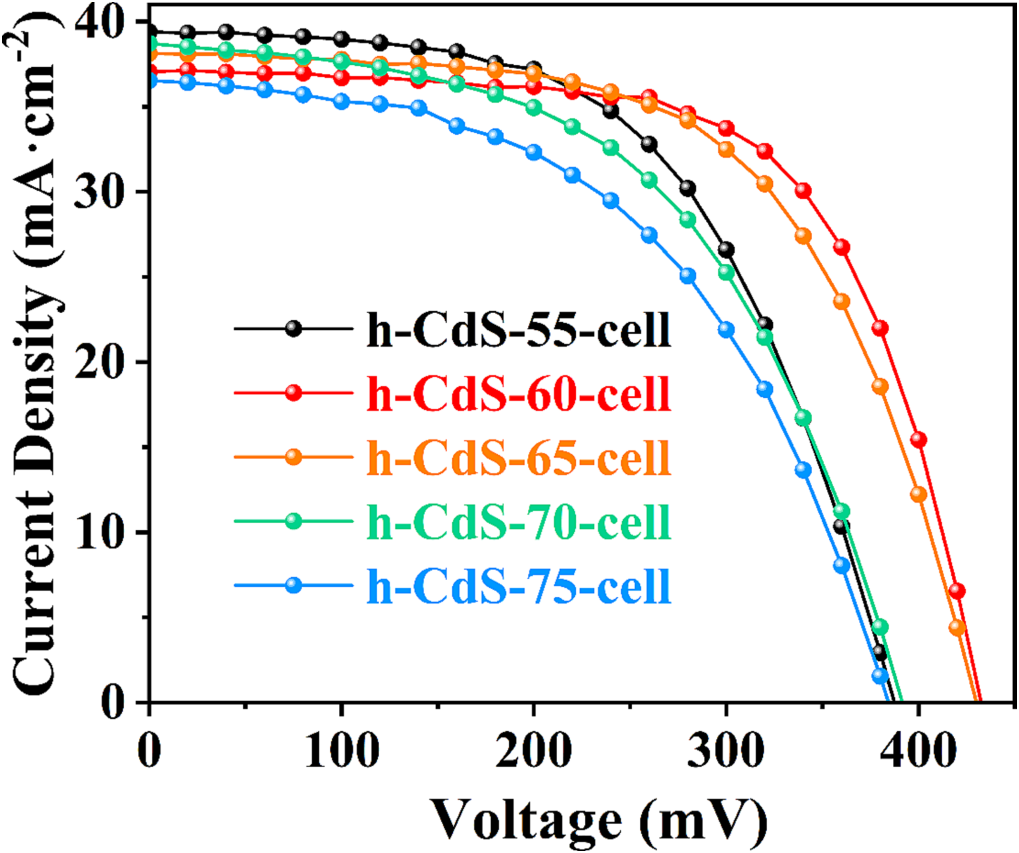 40
30
20
10
0
Current Density (mA·cm⁻²)
h-CdS-55-cell
h-CdS-60-cell
h-CdS-65-cell
h-CdS-70-cell
h-CdS-75-cell
0 100 200 300 400
Voltage (mV)